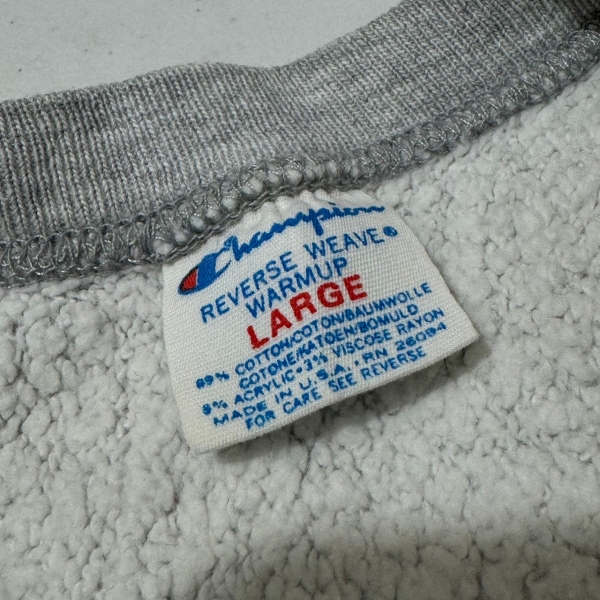 Champion
REVERSE WEAVE®
WARMUP
LARGE
89% COTTON/COTON/BAUMWOLLE
COTONE/KATOEN/BOMULD
8% ACRYLIC-3% VISCOSE RAYON
MADE IN U.S.A. RN 26094
FOR CARE SEE REVERSE